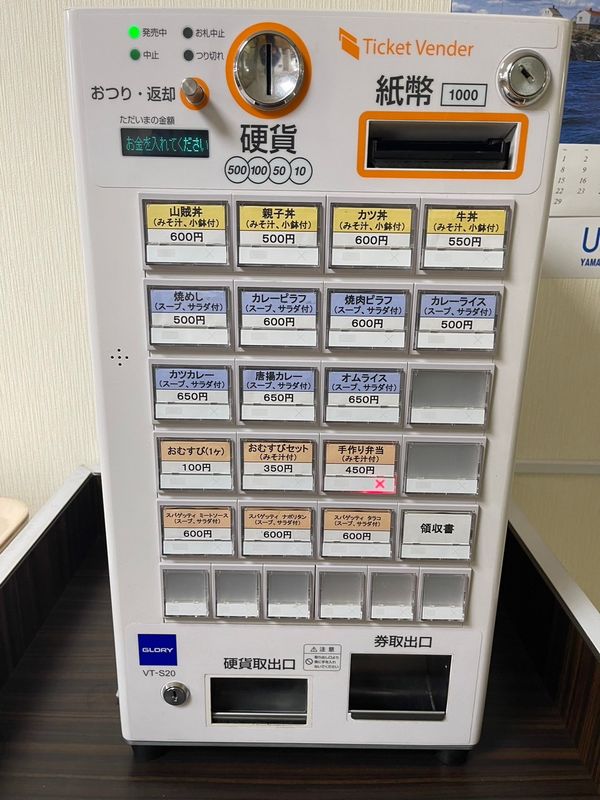 発売中
お札中止
中止
つり切れ
Ticket Vender
おつり・返却
紙幣 1000
ただいまの金額
お金を入れてください
硬貨
500 100 50 10
山賊丼
(みそ汁、小鉢付)
600円
親子丼
(みそ汁、小鉢付)
500円
カツ丼
(みそ汁、小鉢付)
600円
牛丼
(みそ汁、小鉢付)
550円
焼めし
(スープ、サラダ付)
500円
カレーピラフ
(スープ、サラダ付)
600円
焼肉ピラフ
(スープ、サラダ付)
600円
カレーライス
(スープ、サラダ付)
500円
カツカレー
(スープ、サラダ付)
650円
唐揚カレー
(スープ、サラダ付)
650円
オムライス
(スープ、サラダ付)
650円
おむすび(1ヶ)
100円
おむすびセット
(みそ汁付)
350円
手作り弁当
(みそ汁付)
450円
×
スパゲッティ ミートソース
(スープ、サラダ付)
600円
スパゲッティ ナポリタン
(スープ、サラダ付)
600円
スパゲッティ タラコ
(スープ、サラダ付)
600円
領収書
GLORY
VT-S20
硬貨取出口
注意
券取出口
1 2
8 9
15 16
22 23
29
U
YAMA